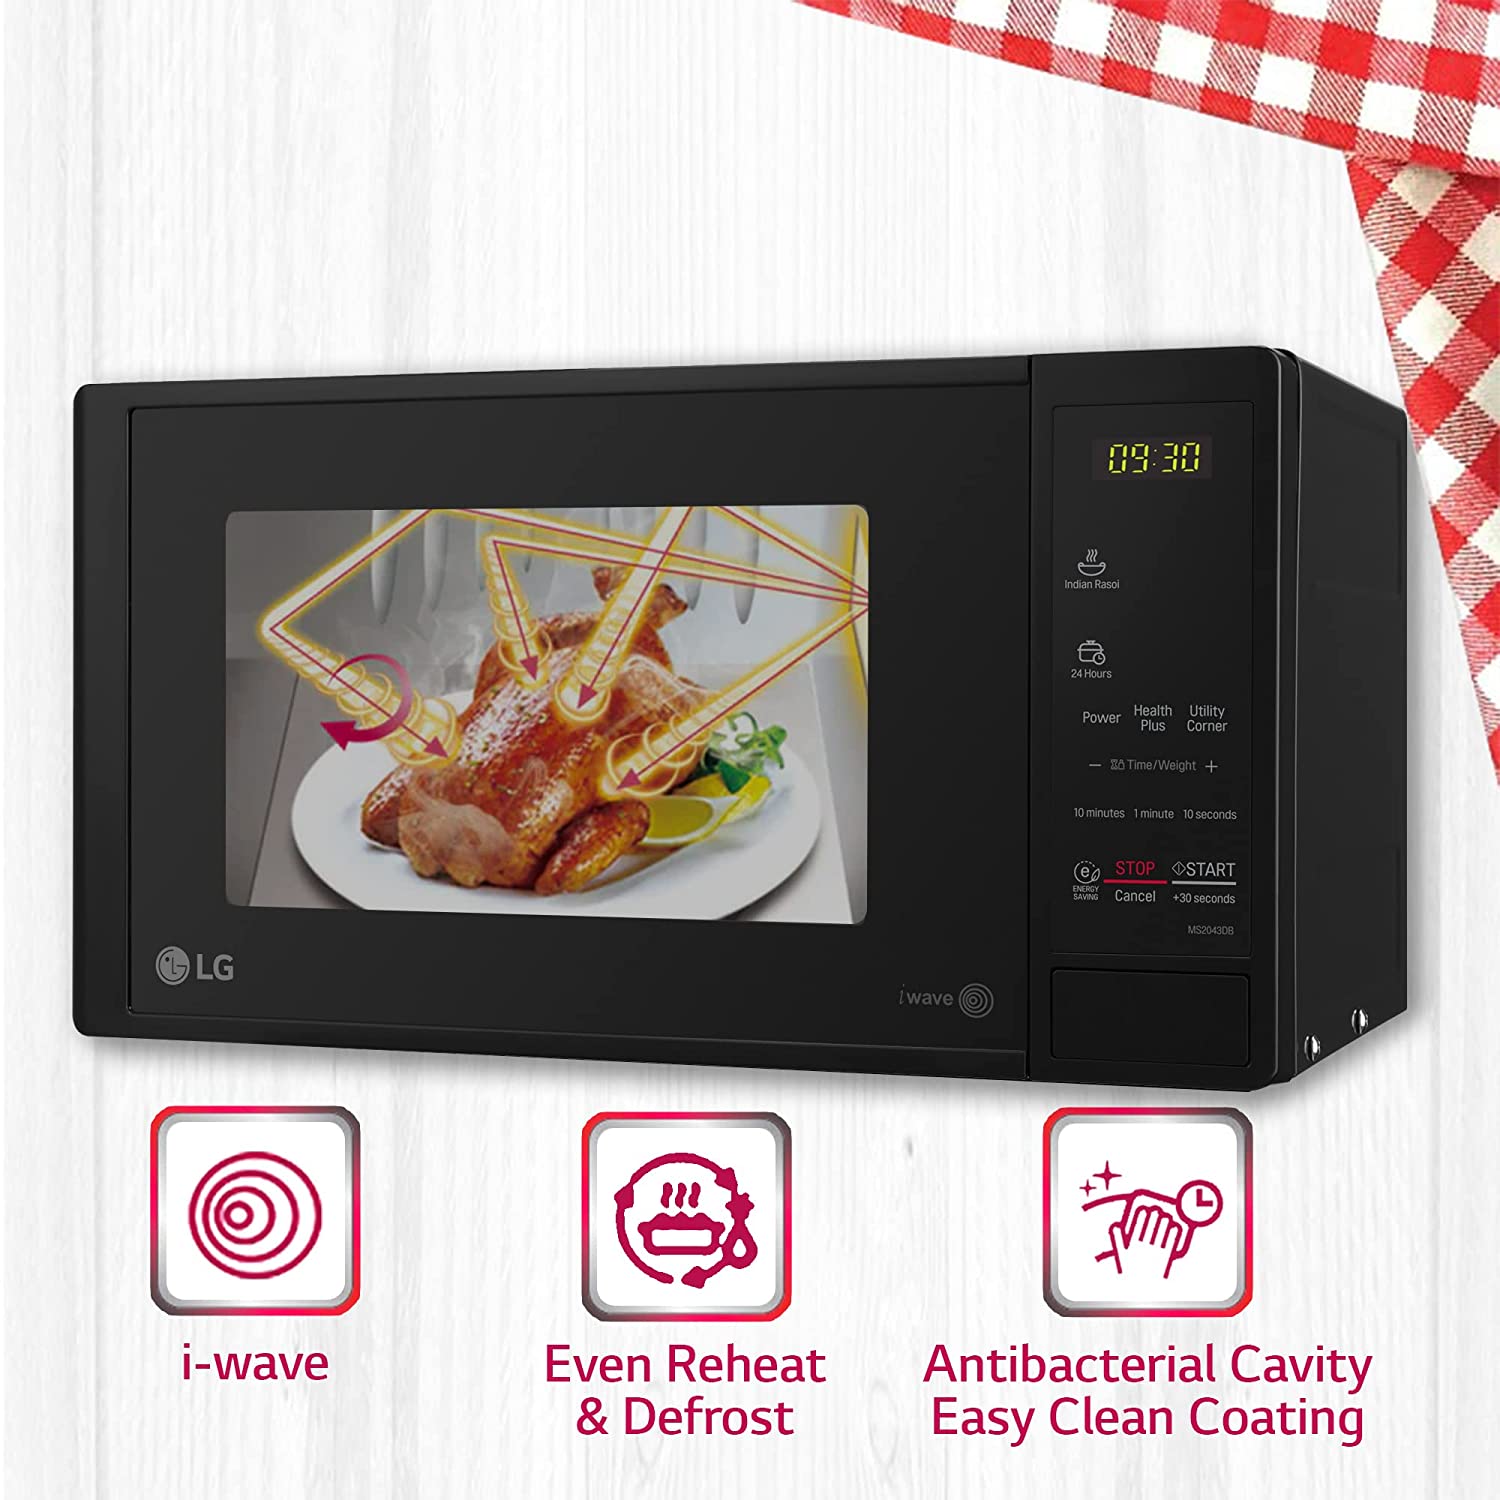 09:30
Indian Rasoi
24 Hours
Power Health Plus Utility Corner
− Time/Weight +
10 minutes 1 minute 10 seconds
e
ENERGY SAVING
STOP
Cancel
START
+30 seconds
MS2043DB
LG
i wave
i-wave
Even Reheat
& Defrost
Antibacterial Cavity
Easy Clean Coating